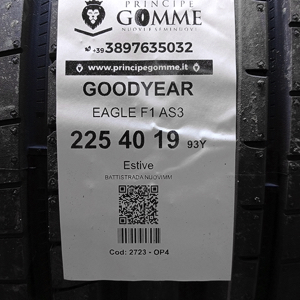 PRINCIPE
GOMME
NUOVI E SEMINUOVI
+39 3897635032
www.principegomme.it
GOODYEAR
EAGLE F1 AS3
225 40 19 93Y
Estive
BATTISTRADA NUOVIMM
Cod: 2723 - OP4